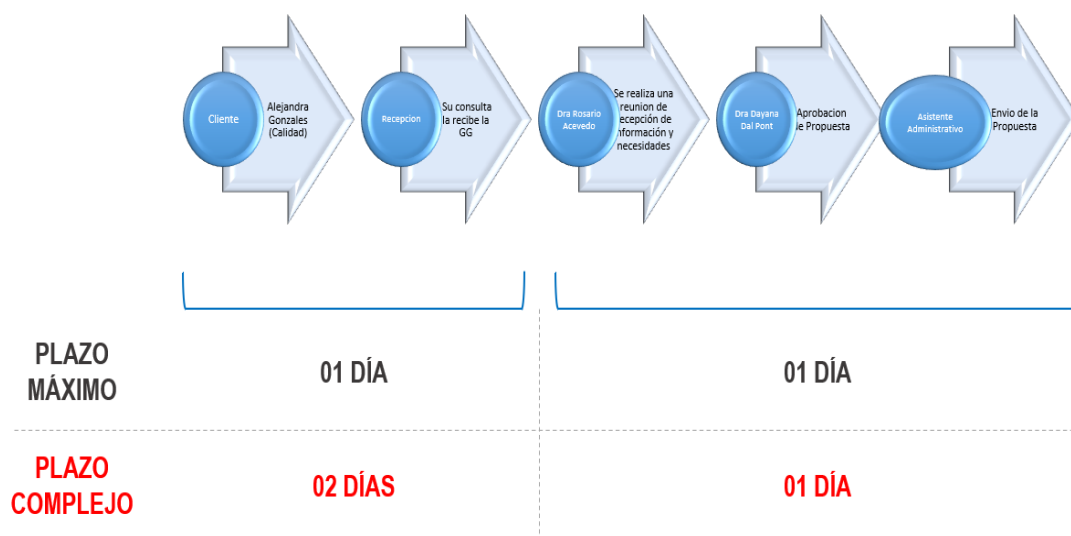 Cliente
Alejandra
Gonzales
(Calidad)
Recepcion
Su consulta
la recibe la
GG
Dra Rosario
Acevedo
Se realiza una
reunion de
recepción de
información y
necesidades
Dra Dayana
Dal Pont
Aprobacion
de Propuesta
Asistente
Administrativo
Envio de la
Propuesta
PLAZO
MÁXIMO
01 DÍA
01 DÍA
PLAZO
COMPLEJO
02 DÍAS
01 DÍA